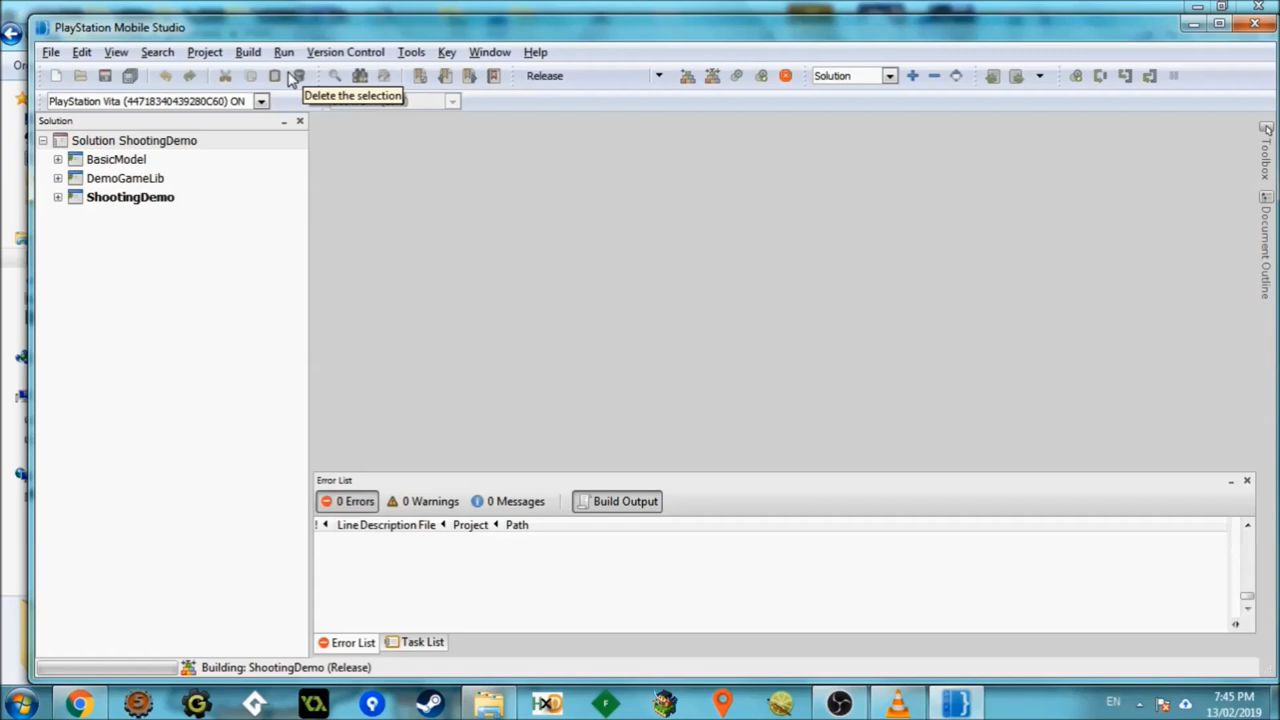 PlayStation Mobile Studio
File Edit View Search Project Build Run Version Control Tools Key Window Help
Release
Solution
PlayStation Vita (44718340439280C60) ON
Delete the selection
Solution
Solution ShootingDemo
BasicModel
DemoGameLib
ShootingDemo
Toolbox
Document Outline
Error List
0 Errors 0 Warnings 0 Messages Build Output
! Line Description File Project Path
Error List Task List
Building: ShootingDemo (Release)
EN
7:45 PM
13/02/2019